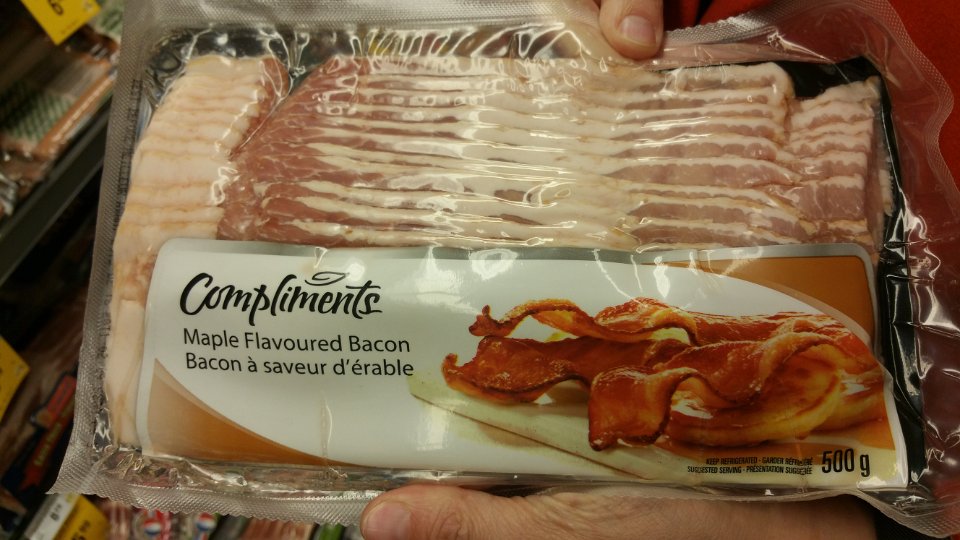 Compliments
Maple Flavoured Bacon
Bacon à saveur d'érable
KEEP REFRIGERATED - GARDER RÉFRIGÉRÉ
SUGGESTED SERVING - PRÉSENTATION SUGGÉRÉE
500 g